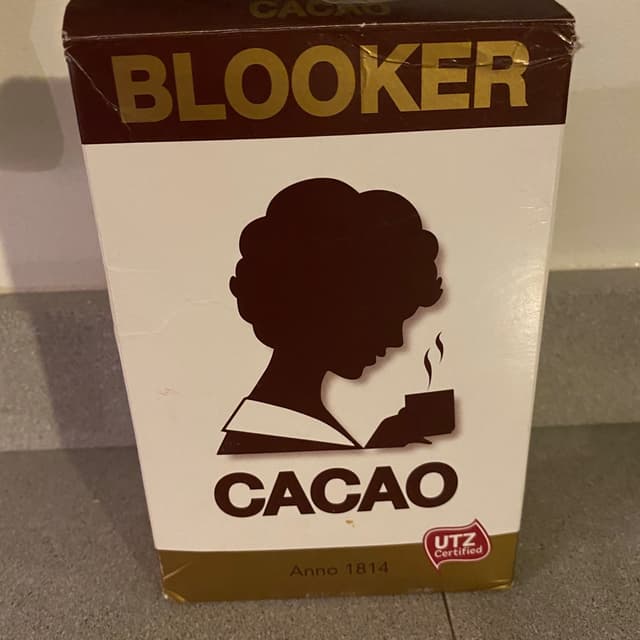 CACAO
BLOOKER
CACAO
UTZ
Certified
Anno 1814